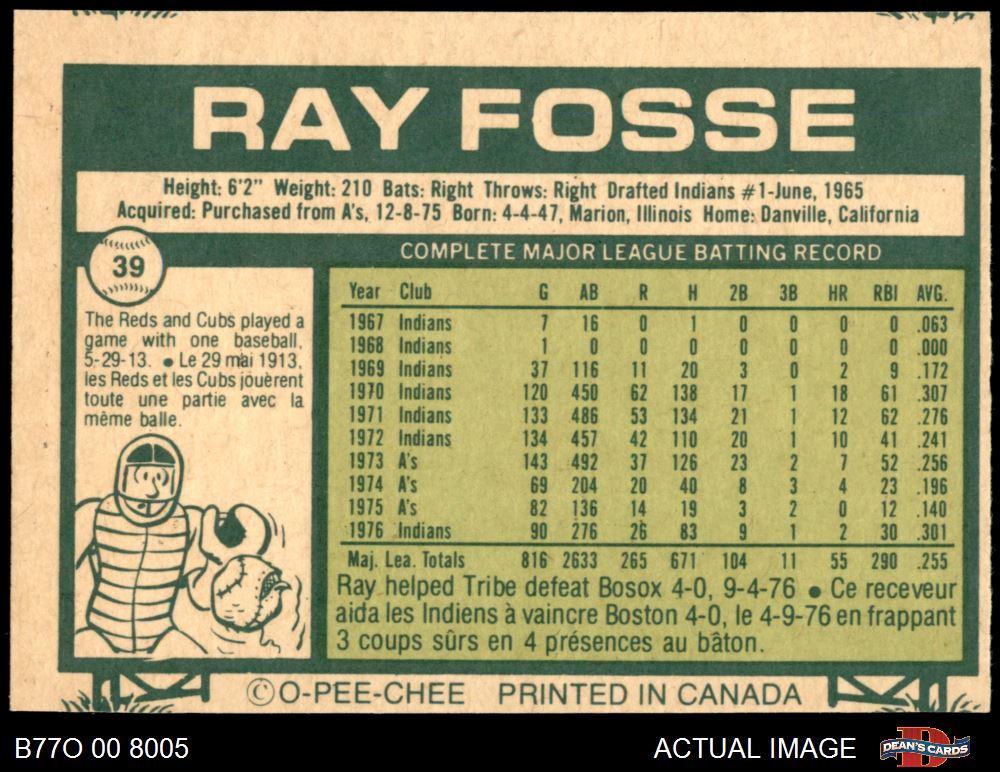 RAY FOSSE
Height: 6'2" Weight: 210 Bats: Right Throws: Right Drafted Indians #1-June, 1965
Acquired: Purchased from A's, 12-8-75 Born: 4-4-47, Marion, Illinois Home: Danville, California
39
COMPLETE MAJOR LEAGUE BATTING RECORD
The Reds and Cubs played a
game with one baseball,
5-29-13. ● Le 29 mai 1913,
les Reds et les Cubs jouèrent
toute une partie avec la
même balle.
Year Club G AB R H 2B 3B HR RBI AVG.
1967 Indians 7 16 0 1 0 0 0 0 .063
1968 Indians 1 0 0 0 0 0 0 0 .000
1969 Indians 37 116 11 20 3 0 2 9 .172
1970 Indians 120 450 62 138 17 1 18 61 .307
1971 Indians 133 486 53 134 21 1 12 62 .276
1972 Indians 134 457 42 110 20 1 10 41 .241
1973 A's 143 492 37 126 23 2 7 52 .256
1974 A's 69 204 20 40 8 3 4 23 .196
1975 A's 82 136 14 19 3 2 0 12 .140
1976 Indians 90 276 26 83 9 1 2 30 .301
Maj. Lea. Totals 816 2633 265 671 104 11 55 290 .255
Ray helped Tribe defeat Bosox 4-0, 9-4-76 ● Ce receveur
aida les Indiens à vaincre Boston 4-0, le 4-9-76 en frappant
3 coups sûrs en 4 présences au bâton.
© O-PEE-CHEE PRINTED IN CANADA
B77O 00 8005
ACTUAL IMAGE
DEAN'S CARDS